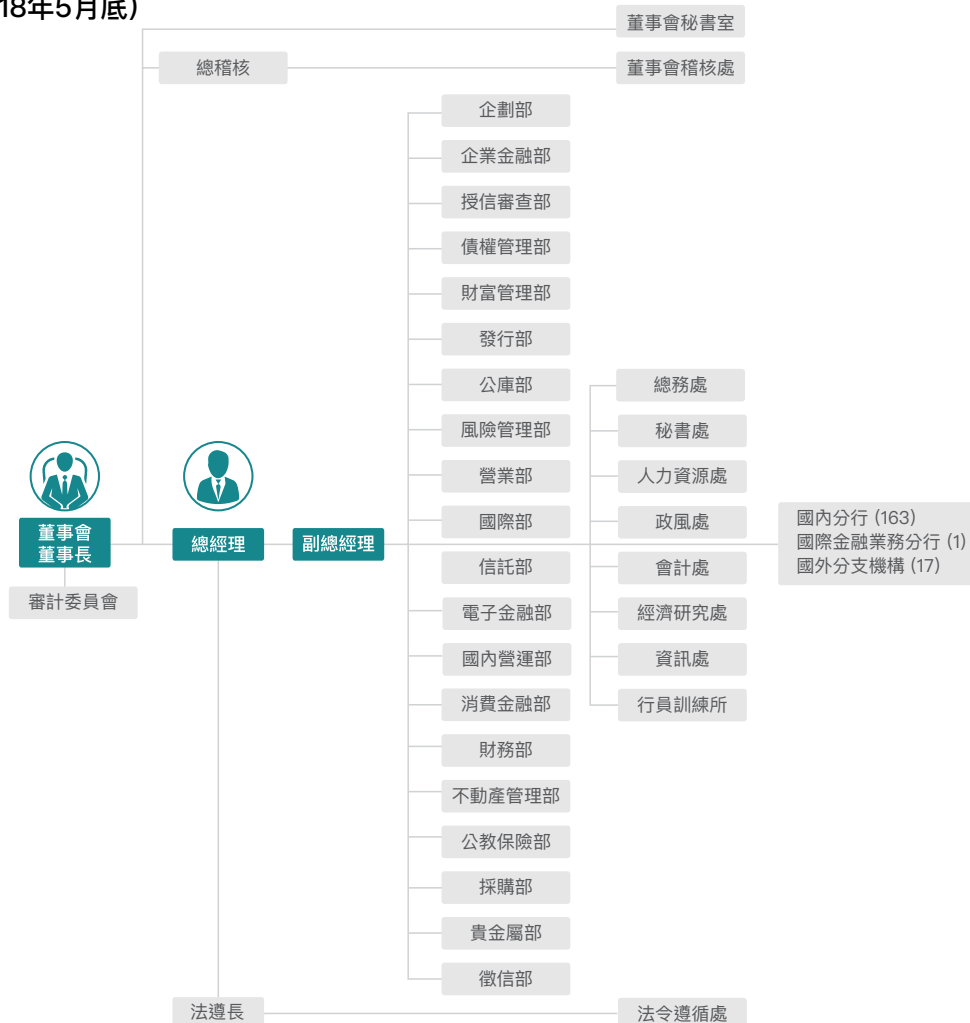 18年5月底)
董事會秘書室
總稽核
董事會稽核處
企劃部
企業金融部
授信審查部
債權管理部
財富管理部
發行部
公庫部
風險管理部
營業部
國際部
信託部
電子金融部
國內營運部
消費金融部
財務部
不動產管理部
公教保險部
採購部
貴金屬部
徵信部
總務處
秘書處
人力資源處
政風處
會計處
經濟研究處
資訊處
行員訓練所
董事會
董事長
總經理
副總經理
審計委員會
國內分行 (163)
國際金融業務分行 (1)
國外分支機構 (17)
法遵長
法令遵循處